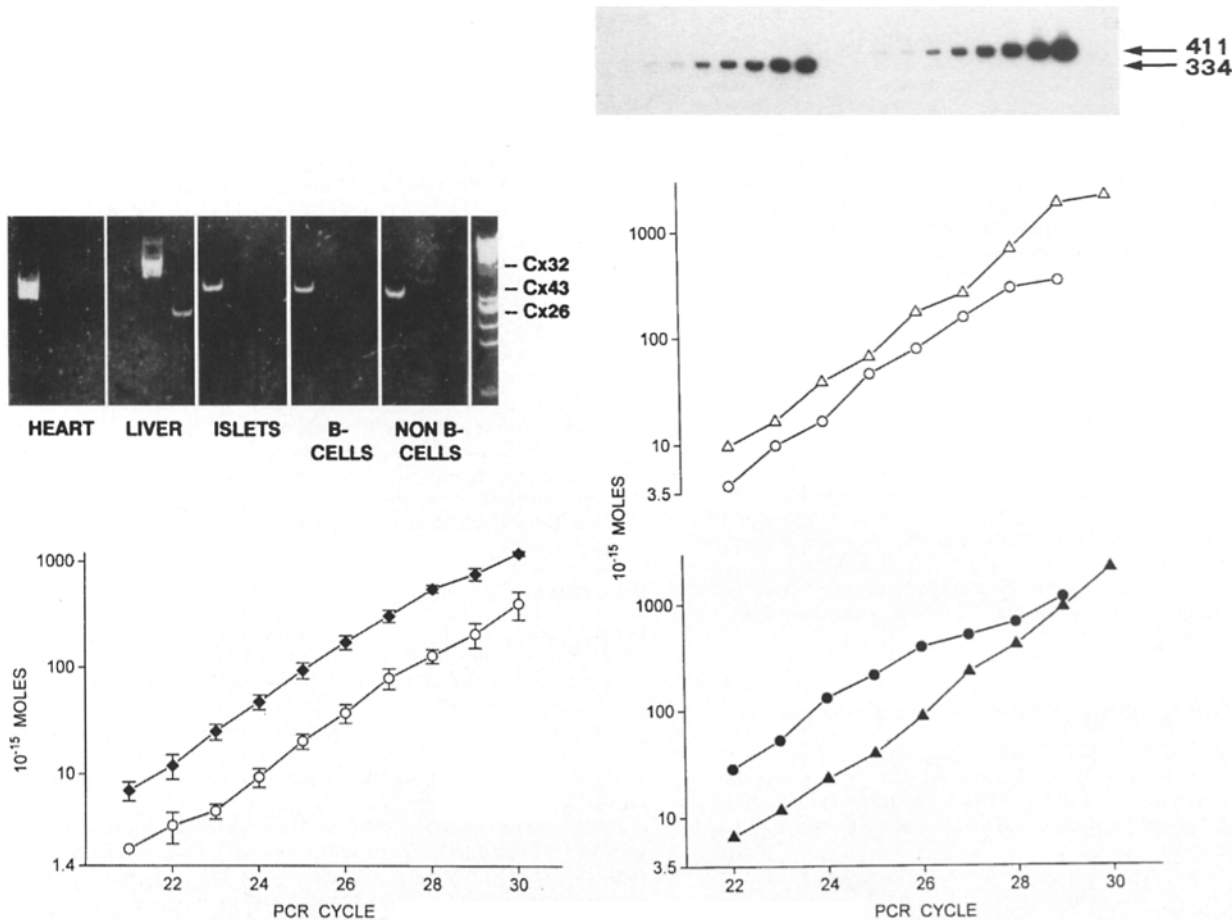 411
334
- Cx32
- Cx43
- Cx26
HEART LIVER ISLETS B-CELLS NON B-CELLS
1000
100
10
3.5
10-15 MOLES
1000
100
10
1.4
10-15 MOLES
22 24 26 28 30
PCR CYCLE
1000
100
10
3.5
22 24 26 28 30
PCR CYCLE